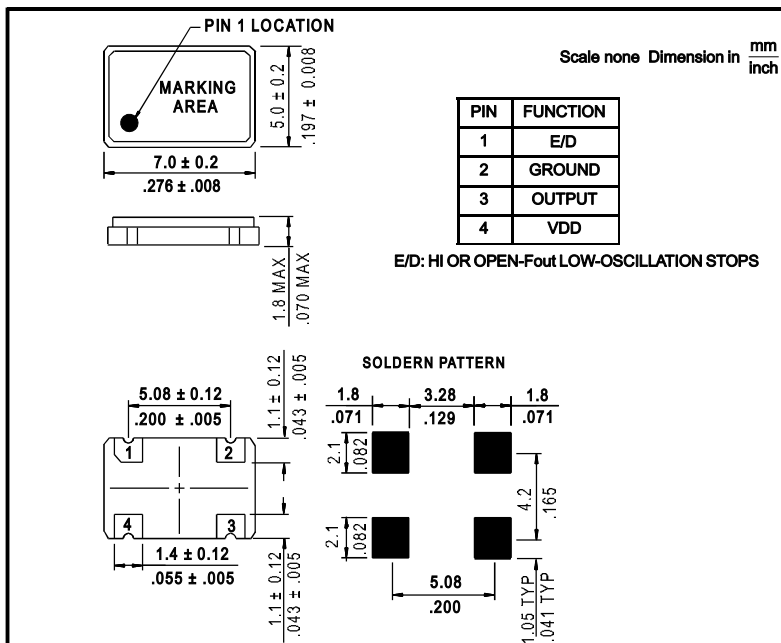 PIN 1 LOCATION
Scale none Dimension in mm
inch
MARKING
AREA
5.0 ± 0.2
.197 ± 0.008
7.0 ± 0.2
.276 ± .008
PIN FUNCTION
1 E/D
2 GROUND
3 OUTPUT
4 VDD
E/D: HI OR OPEN-Fout LOW-OSCILLATION STOPS
1.8 MAX
.070 MAX
5.08 ± 0.12
.200 ± .005
1.1 ± 0.12
.043 ± .005
1
2
4
3
1.4 ± 0.12
.055 ± .005
1.1 ± 0.12
.043 ± .005
SOLDERN PATTERN
1.8 3.28 1.8
.071 .129 .071
2.1
.082
2.1
.082
4.2
.165
5.08
.200
1.05 TYP
.041 TYP